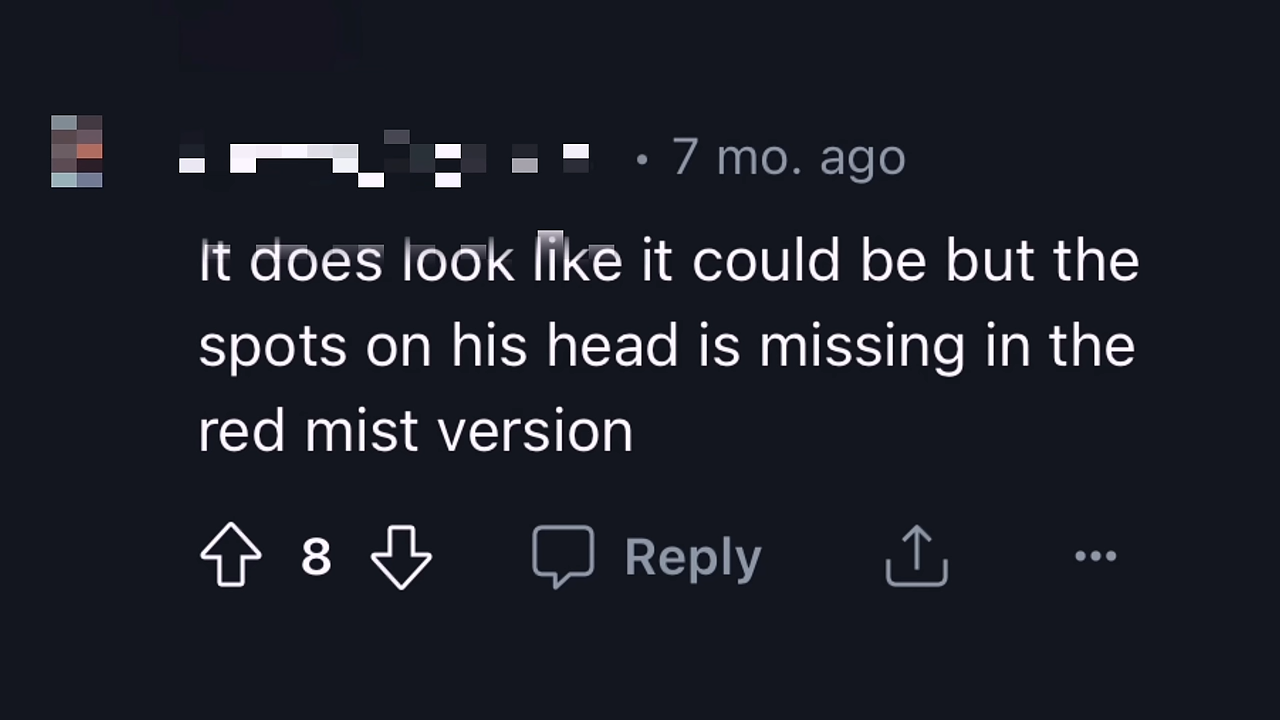 • 7 mo. ago
It does look like it could be but the
spots on his head is missing in the
red mist version
8
Reply